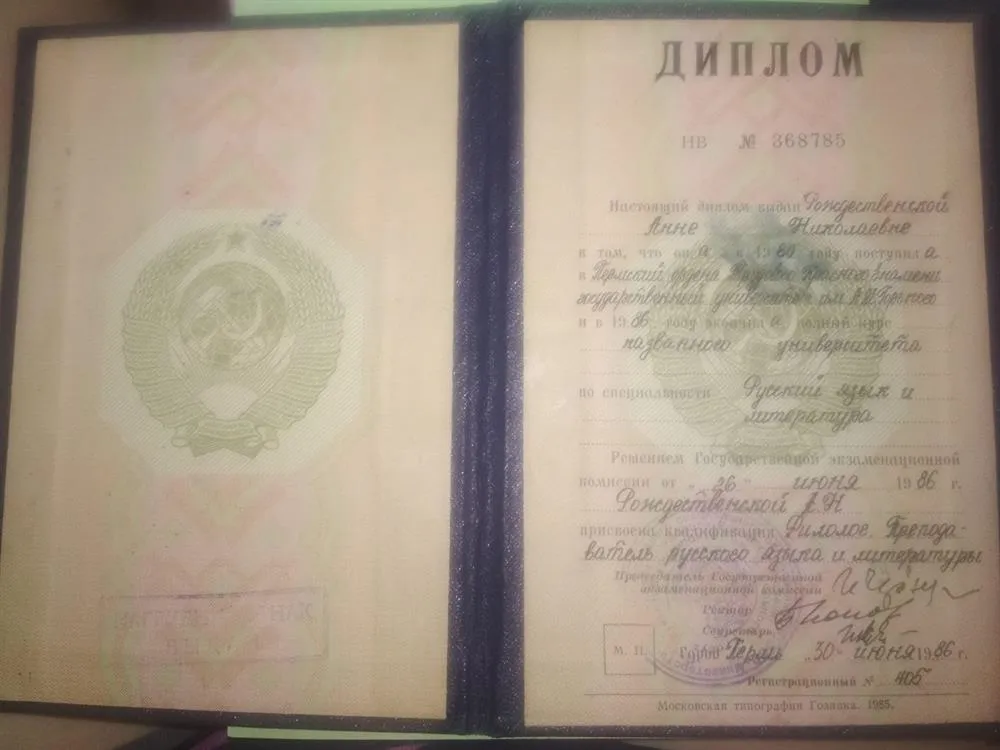 ДИПЛОМ
НВ № 368785
Настоящий диплом выдан Рождественской
Анне Николаевне
в том, что она в 1980 году поступила
в Пермский ордена Трудового Красного Знамени
государственный университет им. А.М. Горького
и в 1986 году окончила полный курс
названного университета
по специальности Русский язык и
литература
Решением Государственной экзаменационной
комиссии от „26" июня 1986 г.
Рождественской А.Н
присвоена квалификация Филолог. Препода-
ватель русского языка и литературы
Председатель Государственной
экзаменационной комиссии
Ректор
Секретарь
М. П. Город Пермь „30" июня 1986 г.
Регистрационный № 405
Московская типография Гознака. 1985.